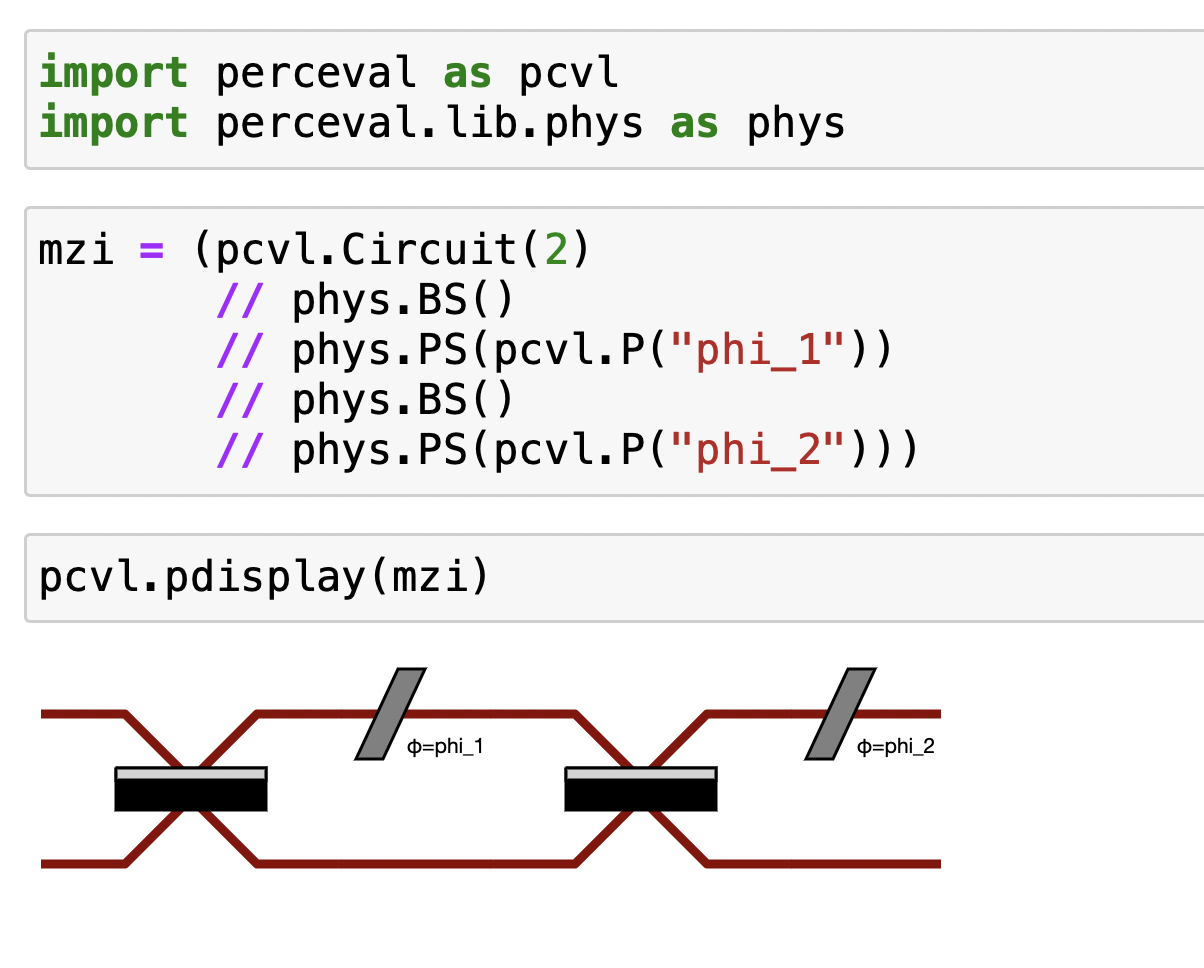 import perceval as pcvl
import perceval.lib.phys as phys
mzi = (pcvl.Circuit(2)
       // phys.BS()
       // phys.PS(pcvl.P("phi_1"))
       // phys.BS()
       // phys.PS(pcvl.P("phi_2")))
pcvl.pdisplay(mzi)
Φ=phi_1
Φ=phi_2